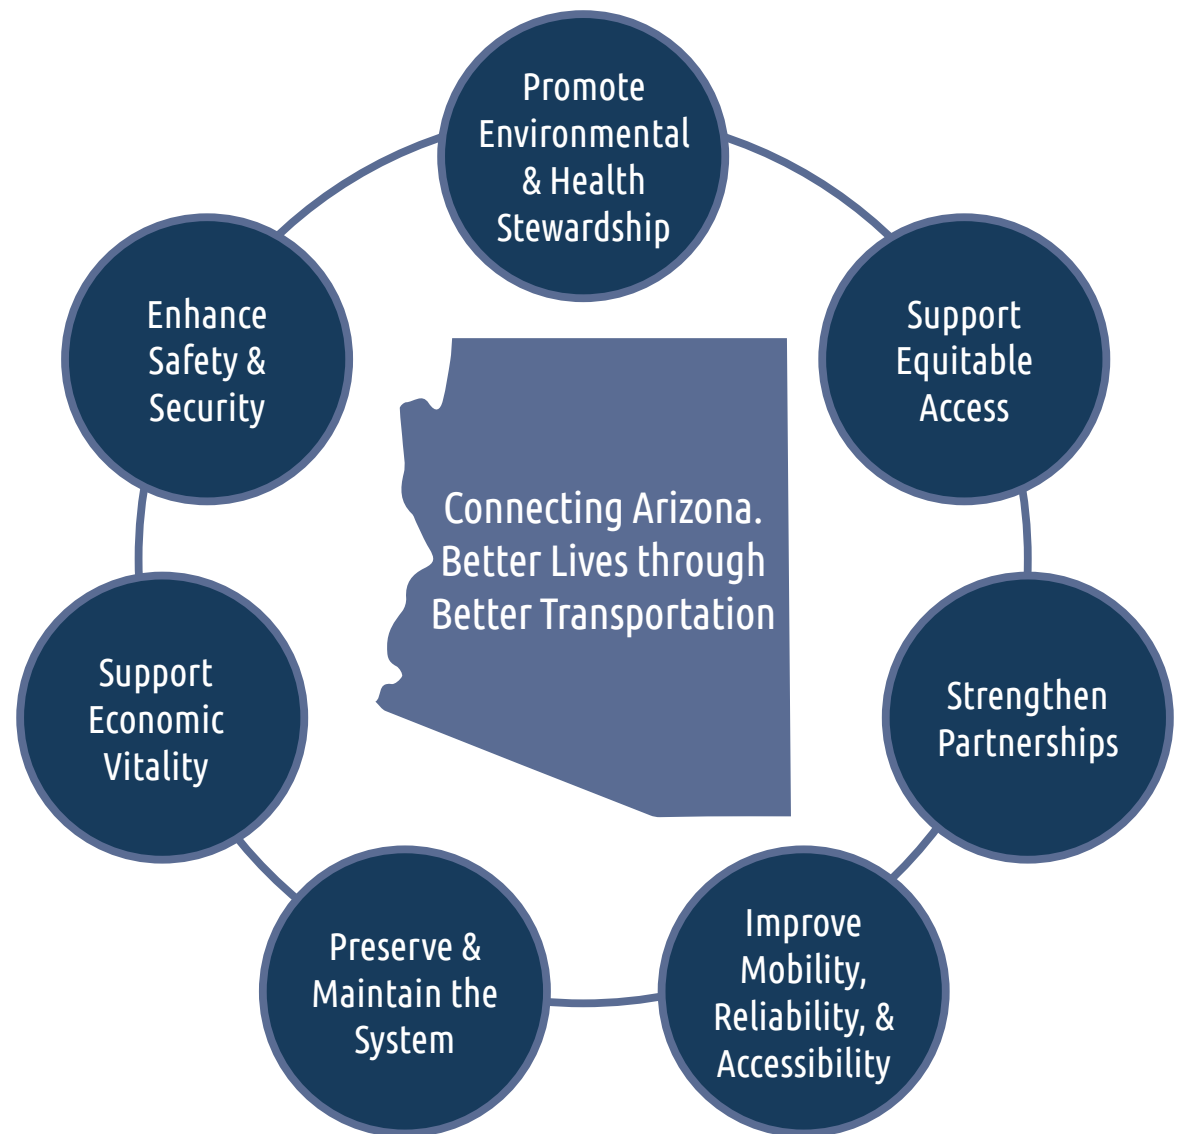 Promote
Environmental
& Health
Stewardship
Support
Equitable
Access
Strengthen
Partnerships
Improve
Mobility,
Reliability, &
Accessibility
Preserve &
Maintain the
System
Support
Economic
Vitality
Enhance
Safety &
Security
Connecting Arizona.
Better Lives through
Better Transportation